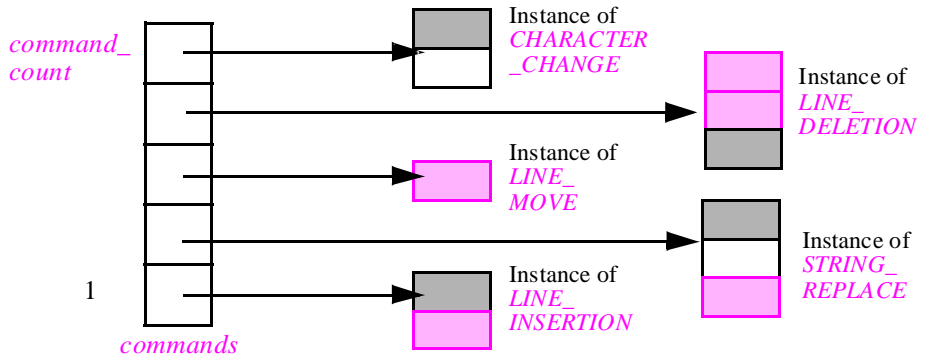 command_
count
Instance of
CHARACTER
_CHANGE
Instance of
LINE_
DELETION
Instance of
LINE_
MOVE
Instance of
STRING_
REPLACE
1
Instance of
LINE_
INSERTION
commands